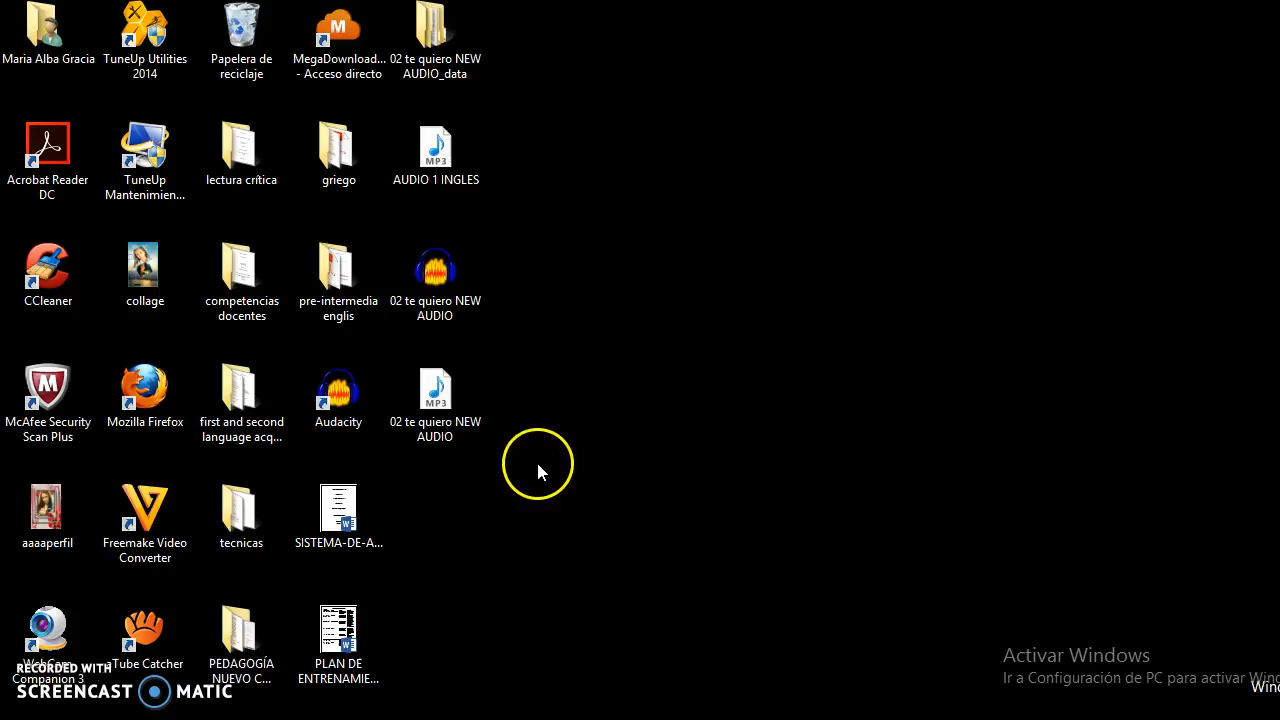 Maria Alba Gracia
TuneUp Utilities
2014
Papelera de
reciclaje
M
MegaDownload...
- Acceso directo
02 te quiero NEW
AUDIO_data
Acrobat Reader
DC
TuneUp
Mantenimien...
lectura crítica
griego
MP3
AUDIO 1 INGLES
CCleaner
collage
competencias
docentes
pre-intermedia
englis
02 te quiero NEW
AUDIO
McAfee Security
Scan Plus
Mozilla Firefox
first and second
language acq...
Audacity
MP3
02 te quiero NEW
AUDIO
aaaaperfil
Freemake Video
Converter
tecnicas
SISTEMA-DE-A...
WebCam
Companion 3
aTube Catcher
PEDAGOGÍA
NUEVO C...
PLAN DE
ENTRENAMIE...
RECORDED WITH
SCREENCAST MATIC
Activar Windows
Ir a Configuración de PC para activar